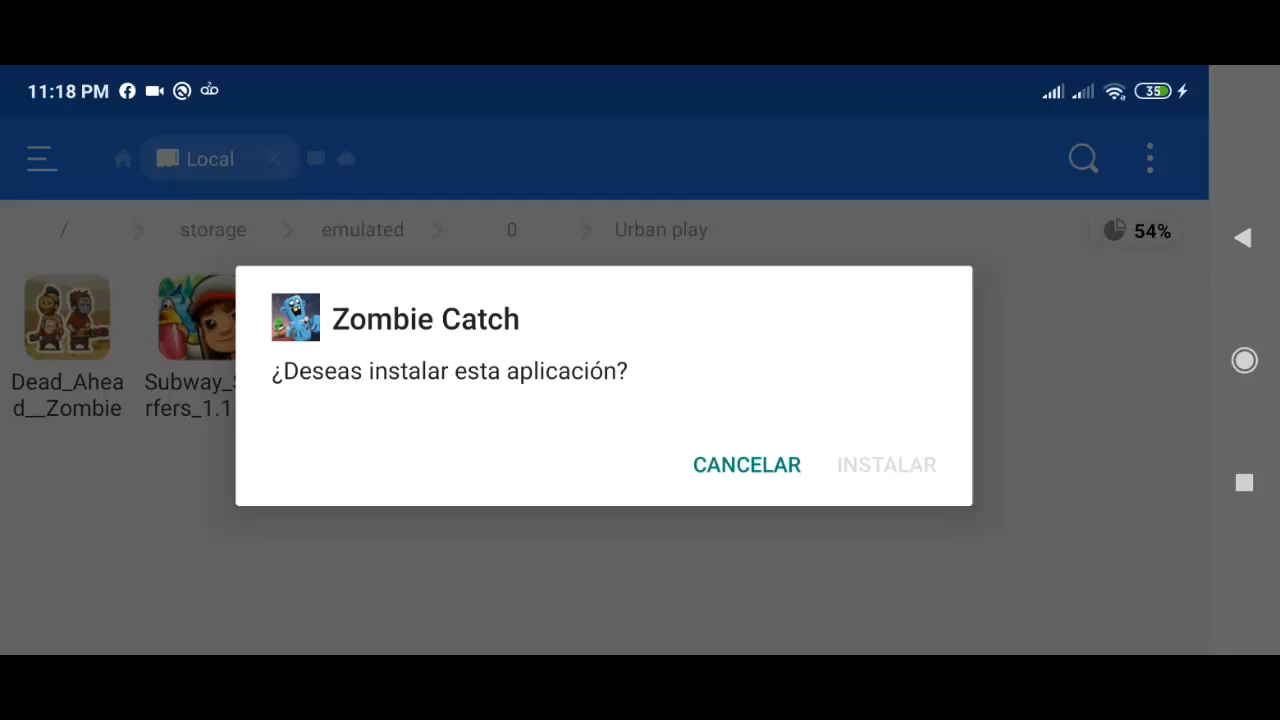 11:18 PM
35
Local
/ storage emulated 0 Urban play
54%
Zombie Catch
¿Deseas instalar esta aplicación?
CANCELAR INSTALAR
Dead_Ahea
d__Zombie
Subway_S
rfers_1.1